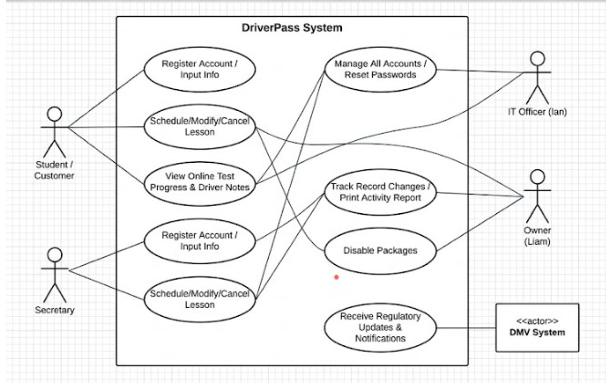 DriverPass System
Register Account /
Input Info
Manage All Accounts /
Reset Passwords
IT Officer (Ian)
Schedule/Modify/Cancel
Lesson
Student /
Customer
View Online Test
Progress & Driver Notes
Track Record Changes /
Print Activity Report
Owner
(Liam)
Register Account /
Input Info
Disable Packages
Secretary
Schedule/Modify/Cancel
Lesson
Receive Regulatory
Updates &
Notifications
<<actor>>
DMV System